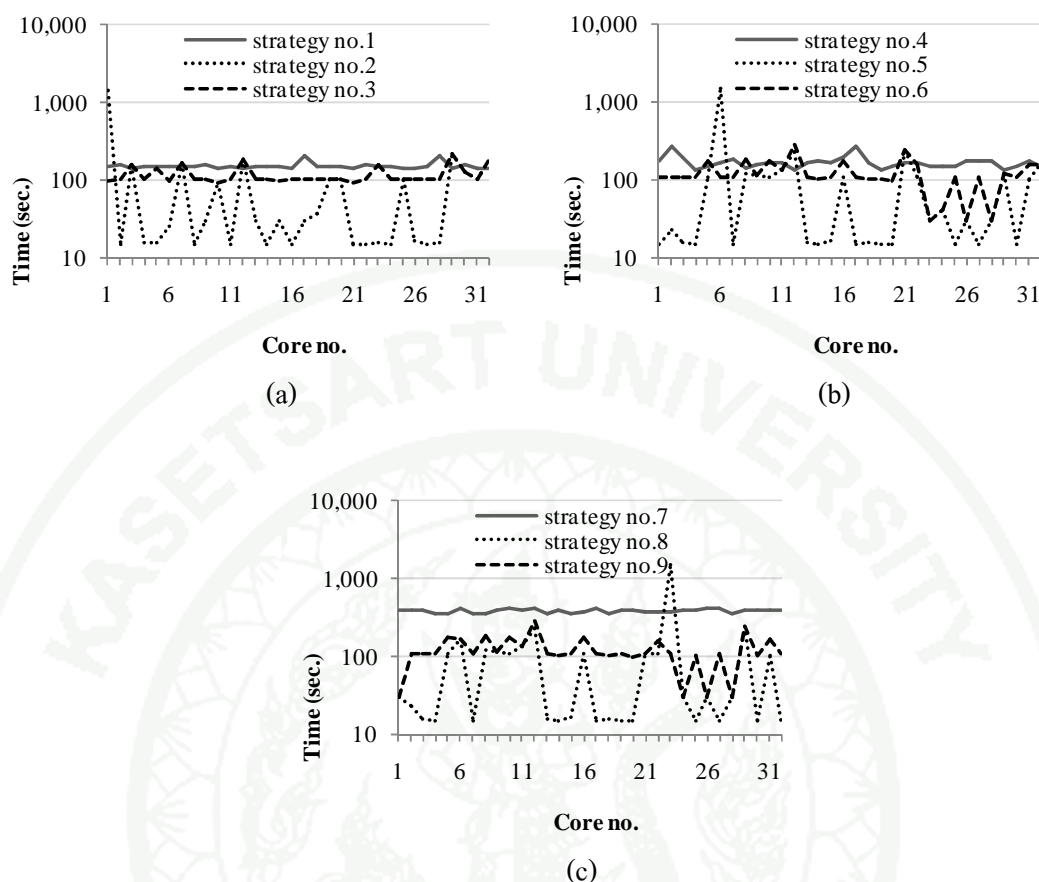 10,000
1,000
100
10
Time (sec.)
strategy no.1
strategy no.2
strategy no.3
1 6 11 16 21 26 31
Core no.
(a)
10,000
1,000
100
10
Time (sec.)
strategy no.4
strategy no.5
strategy no.6
1 6 11 16 21 26 31
Core no.
(b)
10,000
1,000
100
10
Time (sec.)
strategy no.7
strategy no.8
strategy no.9
1 6 11 16 21 26 31
Core no.
(c)
KASETSART UNIVERSITY